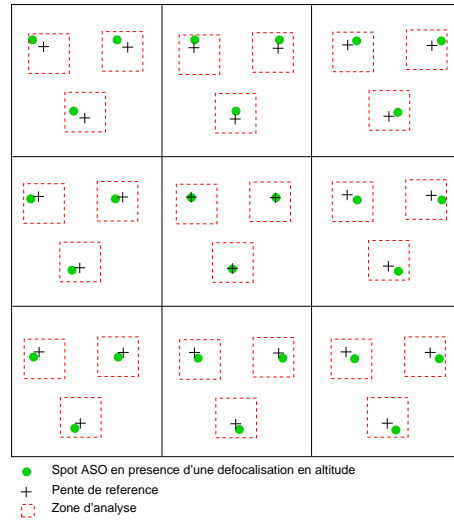 Spot ASO en presence d'une defocalisation en altitude
Pente de reference
Zone d'analyse